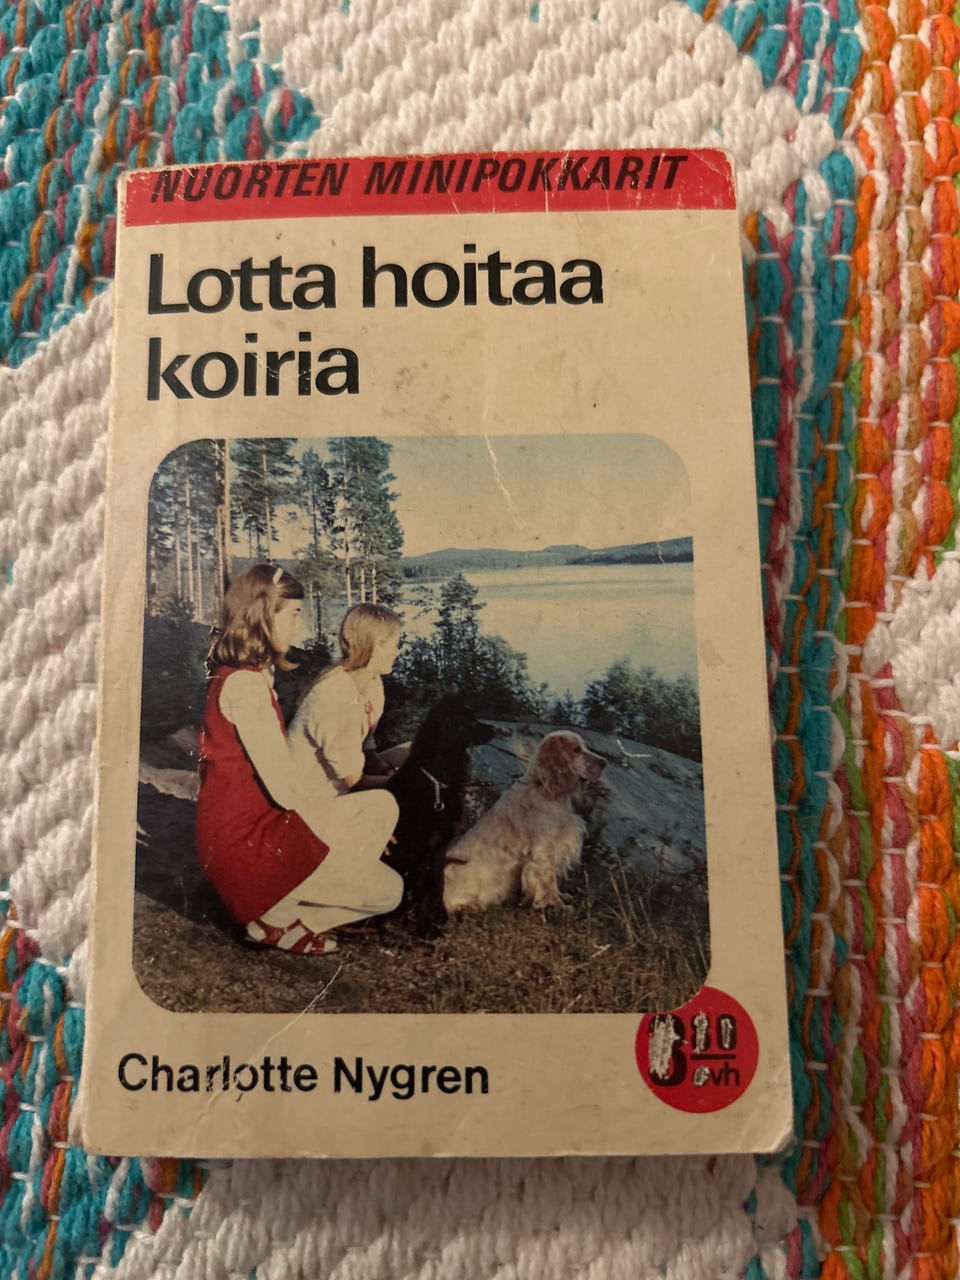 NUORTEN MINIPOKKARIT
Lotta hoitaa
koiria
Charlotte Nygren
ovh